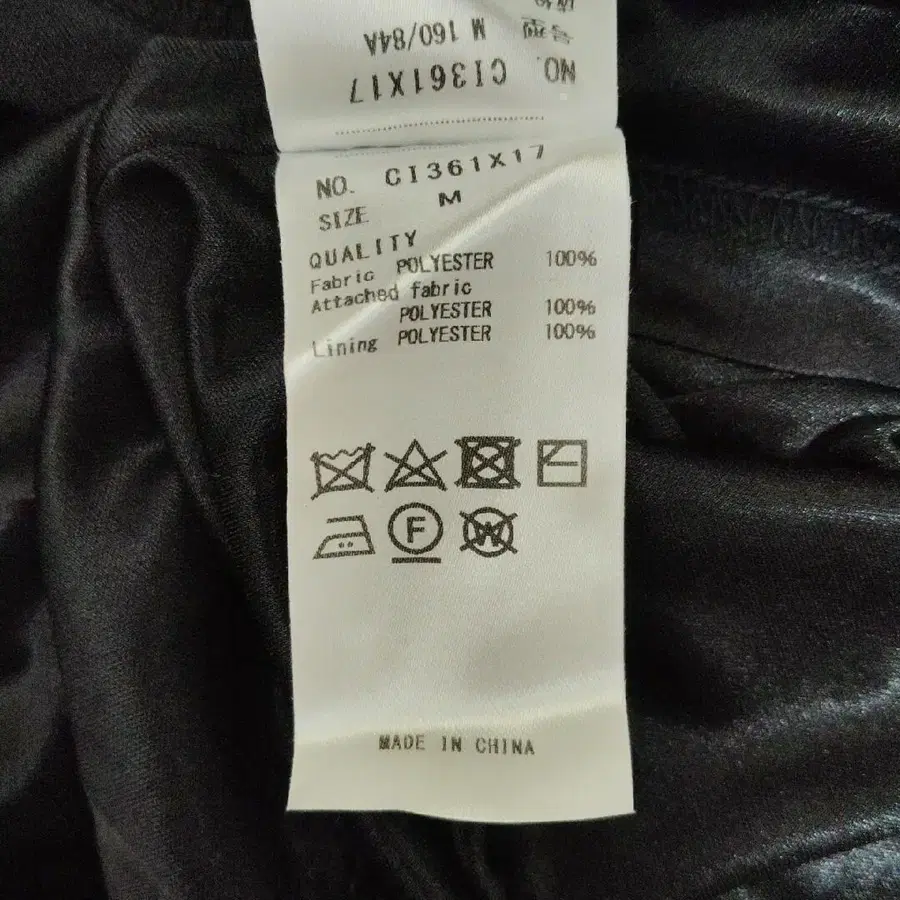 M 160/84A
NO. CI361X17
NO. CI361X17
SIZE M
QUALITY
Fabric POLYESTER 100%
Attached fabric
POLYESTER 100%
Lining POLYESTER 100%
F W
MADE IN CHINA